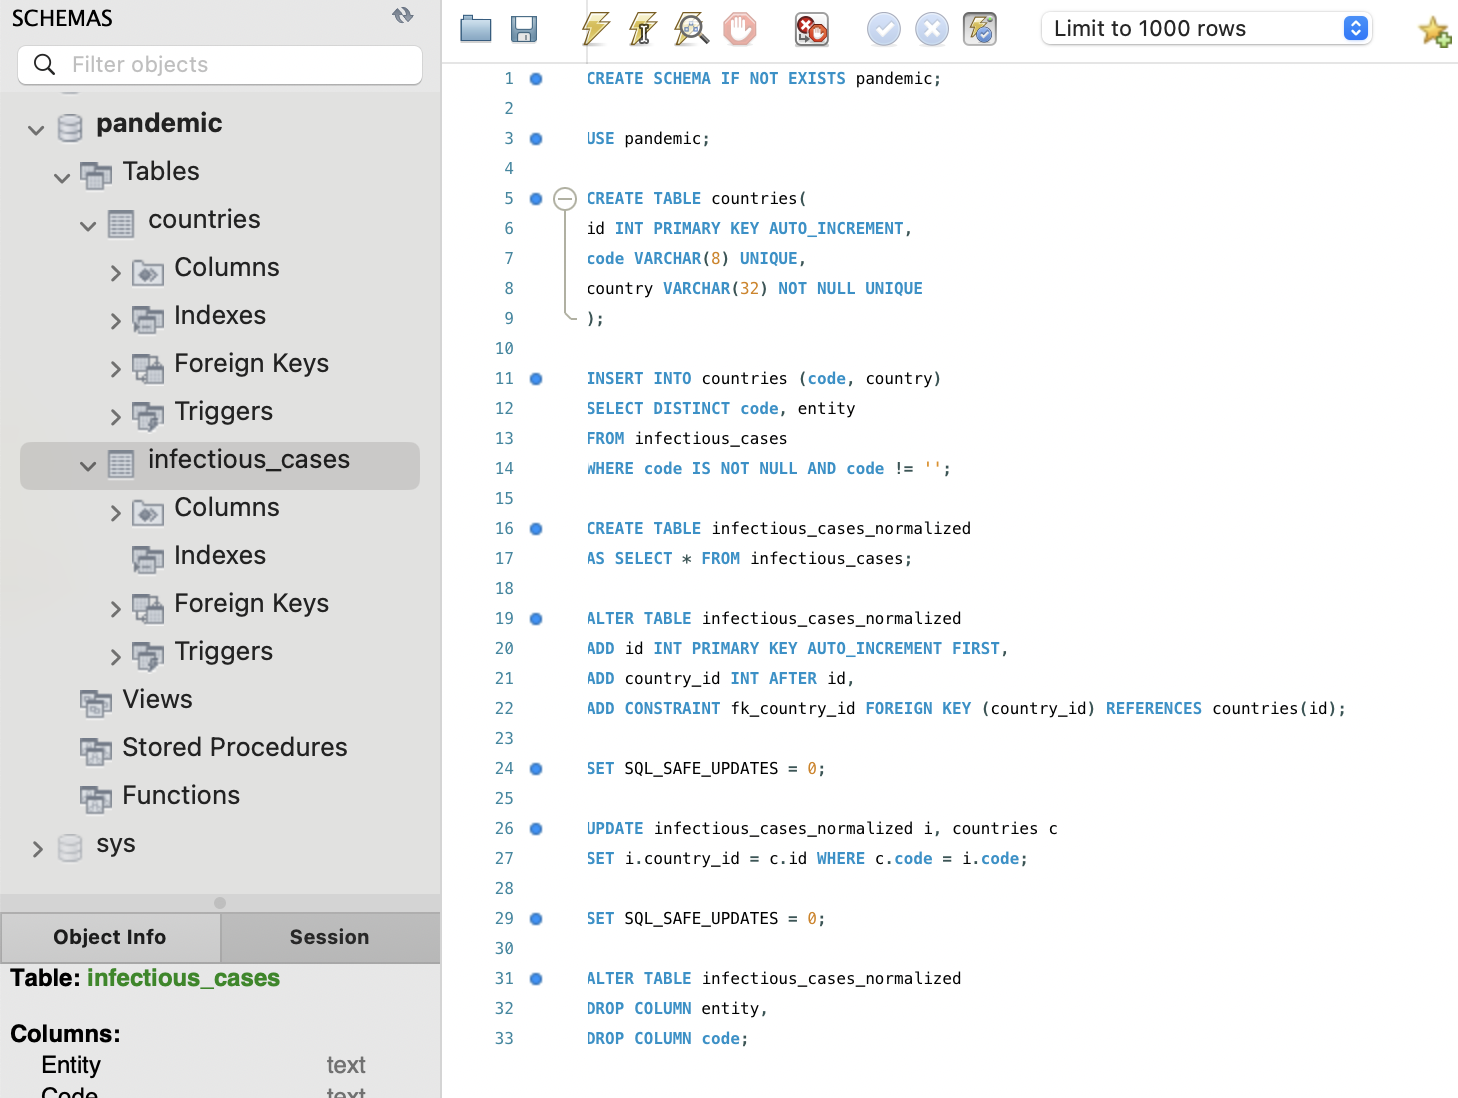 SCHEMAS
Filter objects
pandemic
Tables
countries
Columns
Indexes
Foreign Keys
Triggers
infectious_cases
Columns
Indexes
Foreign Keys
Triggers
Views
Stored Procedures
Functions
sys
Object Info Session
Table: infectious_cases
Columns:
Entity text
Code text
Limit to 1000 rows
1 CREATE SCHEMA IF NOT EXISTS pandemic;
2
3 USE pandemic;
4
5 CREATE TABLE countries(
6 id INT PRIMARY KEY AUTO_INCREMENT,
7 code VARCHAR(8) UNIQUE,
8 country VARCHAR(32) NOT NULL UNIQUE
9 );
10
11 INSERT INTO countries (code, country)
12 SELECT DISTINCT code, entity
13 FROM infectious_cases
14 WHERE code IS NOT NULL AND code != '';
15
16 CREATE TABLE infectious_cases_normalized
17 AS SELECT * FROM infectious_cases;
18
19 ALTER TABLE infectious_cases_normalized
20 ADD id INT PRIMARY KEY AUTO_INCREMENT FIRST,
21 ADD country_id INT AFTER id,
22 ADD CONSTRAINT fk_country_id FOREIGN KEY (country_id) REFERENCES countries(id);
23
24 SET SQL_SAFE_UPDATES = 0;
25
26 UPDATE infectious_cases_normalized i, countries c
27 SET i.country_id = c.id WHERE c.code = i.code;
28
29 SET SQL_SAFE_UPDATES = 0;
30
31 ALTER TABLE infectious_cases_normalized
32 DROP COLUMN entity,
33 DROP COLUMN code;